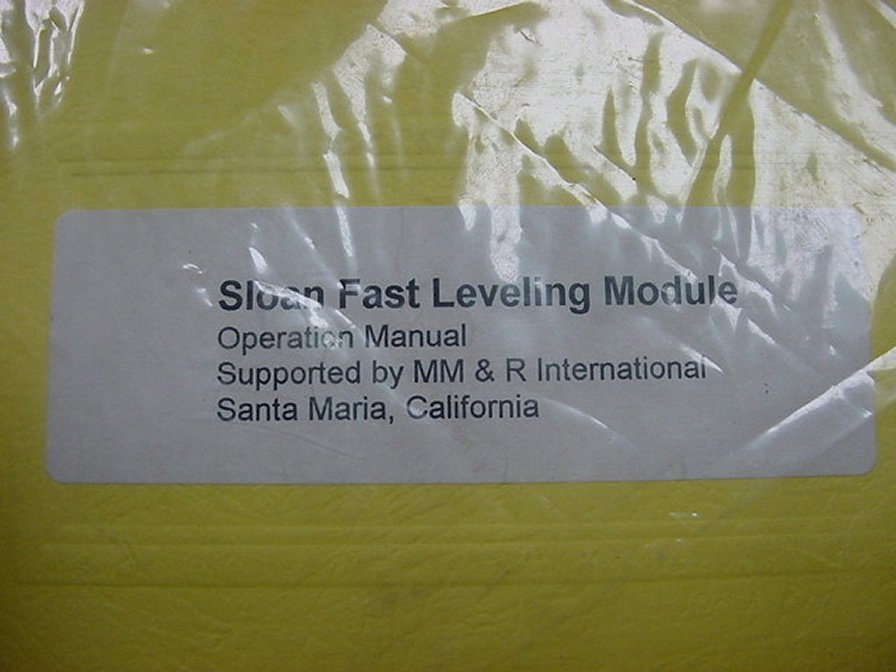 Sloan Fast Leveling Module
Operation Manual
Supported by MM & R International
Santa Maria, California